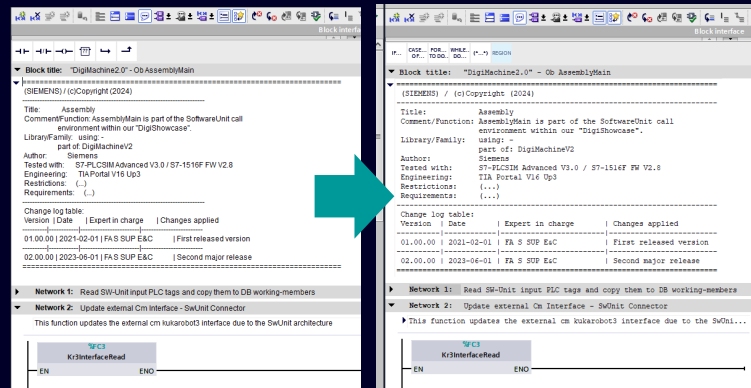 Block interfa
Block title: "DigiMachine2.0" - Ob AssemblyMain
(SIEMENS) / (c)Copyright (2024)
Title: Assembly
Comment/Function: AssemblyMain is part of the SoftwareUnit call
environment within our "DigiShowcase".
Library/Family: using: -
part of: DigiMachineV2
Author: Siemens
Tested with: S7-PLCSIM Advanced V3.0 / S7-1516F FW V2.8
Engineering: TIA Portal V16 Up3
Restrictions: (...)
Requirements: (...)
Change log table:
Version | Date | Expert in charge | Changes applied
01.00.00 | 2021-02-01 | FA S SUP E&C | First released version
02.00.00 | 2023-06-01 | FA S SUP E&C | Second major release
Network 1: Read SW-Unit input PLC tags and copy them to DB working-members
Network 2: Update external Cm Interface - SwUnit Connector
This function updates the external cm kukarobot3 interface due to the SwUnit architecture
%FC3
Kr3InterfaceRead
EN ENO
Block interface
IF... CASE... OF... FOR... TO DO... WHILE... DO... (*...*) REGION
Block title: "DigiMachine2.0" - Ob AssemblyMain
(SIEMENS) / (c)Copyright (2024)
Title: Assembly
Comment/Function: AssemblyMain is part of the SoftwareUnit call
environment within our "DigiShowcase".
Library/Family: using: -
part of: DigiMachineV2
Author: Siemens
Tested with: S7-PLCSIM Advanced V3.0 / S7-1516F FW V2.8
Engineering: TIA Portal V16 Up3
Restrictions: (...)
Requirements: (...)
Change log table:
Version | Date | Expert in charge | Changes applied
01.00.00 | 2021-02-01 | FA S SUP E&C | First released version
02.00.00 | 2023-06-01 | FA S SUP E&C | Second major release
Network 1: Read SW-Unit input PLC tags and copy them to DB working-members
Network 2: Update external Cm Interface - SwUnit Connector
This function updates the external cm kukarobot3 interface due to the SwUni...
%FC3
Kr3InterfaceRead
EN ENO